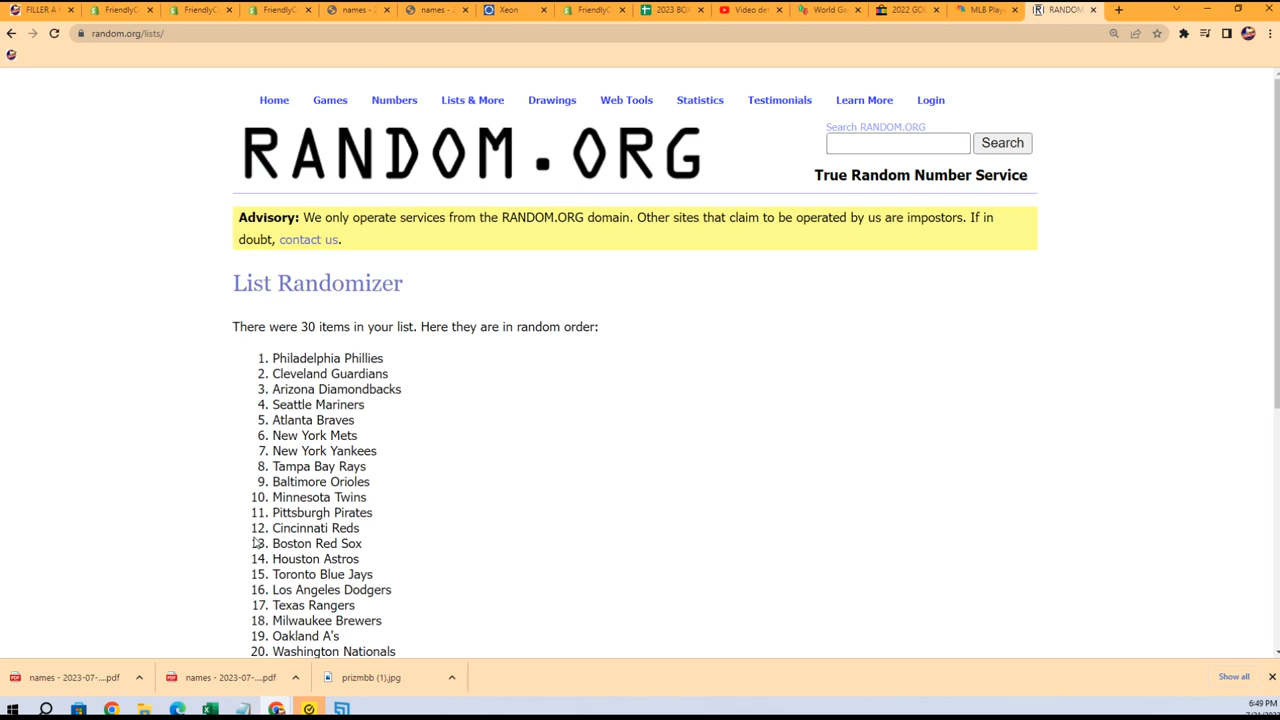 FILLER A
FriendlyC
FriendlyC
FriendlyC
names -
names -
Xeon
FriendlyC
2023 BO
Video de
World Ga
2022 GO
MLB Play
RANDOM
random.org/lists/
Home Games Numbers Lists & More Drawings Web Tools Statistics Testimonials Learn More Login
RANDOM.ORG
Search RANDOM.ORG
Search
True Random Number Service
Advisory: We only operate services from the RANDOM.ORG domain. Other sites that claim to be operated by us are impostors. If in
doubt, contact us.
List Randomizer
There were 30 items in your list. Here they are in random order:
1. Philadelphia Phillies
2. Cleveland Guardians
3. Arizona Diamondbacks
4. Seattle Mariners
5. Atlanta Braves
6. New York Mets
7. New York Yankees
8. Tampa Bay Rays
9. Baltimore Orioles
10. Minnesota Twins
11. Pittsburgh Pirates
12. Cincinnati Reds
13. Boston Red Sox
14. Houston Astros
15. Toronto Blue Jays
16. Los Angeles Dodgers
17. Texas Rangers
18. Milwaukee Brewers
19. Oakland A's
20. Washington Nationals
names - 2023-07-....pdf
names - 2023-07-....pdf
prizmbb (1).jpg
Show all
6:49 PM